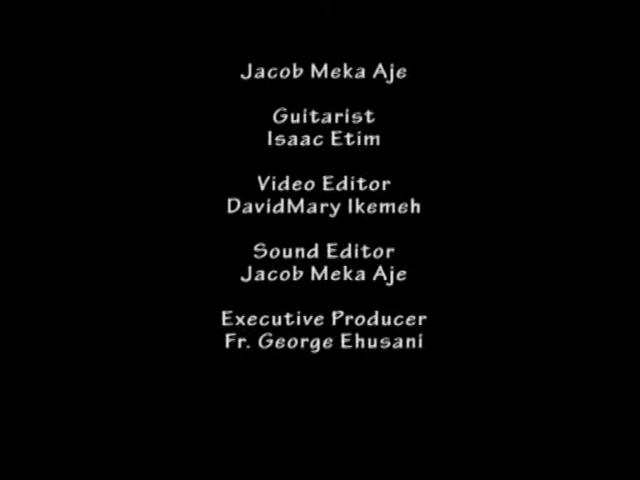 Jacob Meka Aje
Guitarist
Isaac Etim
Video Editor
DavidMary Ikemeh
Sound Editor
Jacob Meka Aje
Executive Producer
Fr. George Ehusani